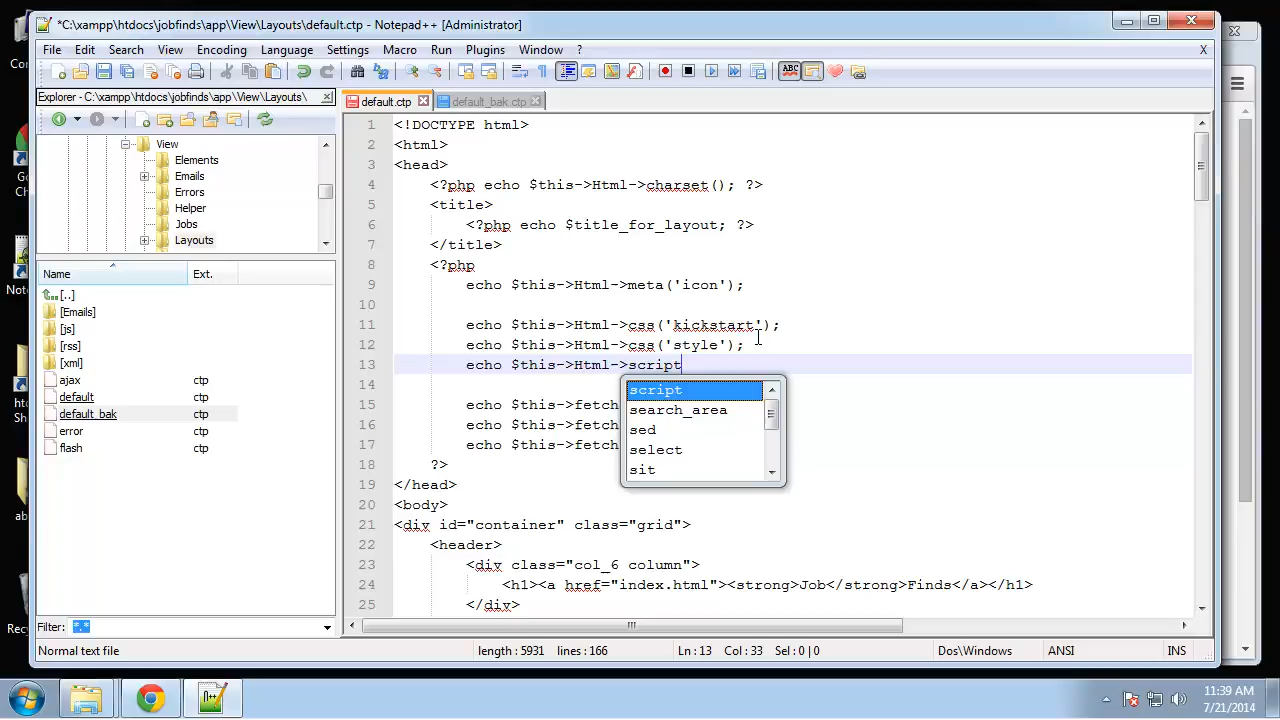 *C:\xampp\htdocs\jobfinds\app\View\Layouts\default.ctp - Notepad++ [Administrator]
File Edit Search View Encoding Language Settings Macro Run Plugins Window ? X
Explorer - C:\xampp\htdocs\jobfinds\app\View\Layouts\
default.ctp default_bak.ctp
View
Elements
Emails
Errors
Helper
Jobs
Layouts
Name Ext.
[..]
[Emails]
[js]
[rss]
[xml]
ajax ctp
default ctp
default_bak ctp
error ctp
flash ctp
Filter: *.*
1 <!DOCTYPE html>
2 <html>
3 <head>
4 <?php echo $this->Html->charset(); ?>
5 <title>
6 <?php echo $title_for_layout; ?>
7 </title>
8 <?php
9 echo $this->Html->meta('icon');
10
11 echo $this->Html->css('kickstart');
12 echo $this->Html->css('style');
13 echo $this->Html->script
14
15 echo $this->fetch
16 echo $this->fetch
17 echo $this->fetch
18 ?>
19 </head>
20 <body>
21 <div id="container" class="grid">
22 <header>
23 <div class="col_6 column">
24 <h1><a href="index.html"><strong>Job</strong>Finds</a></h1>
25 </div>
script
search_area
sed
select
sit
Normal text file length : 5931 lines : 166 Ln : 13 Col : 33 Sel : 0 | 0 Dos\Windows ANSI INS
11:39 AM
7/21/2014